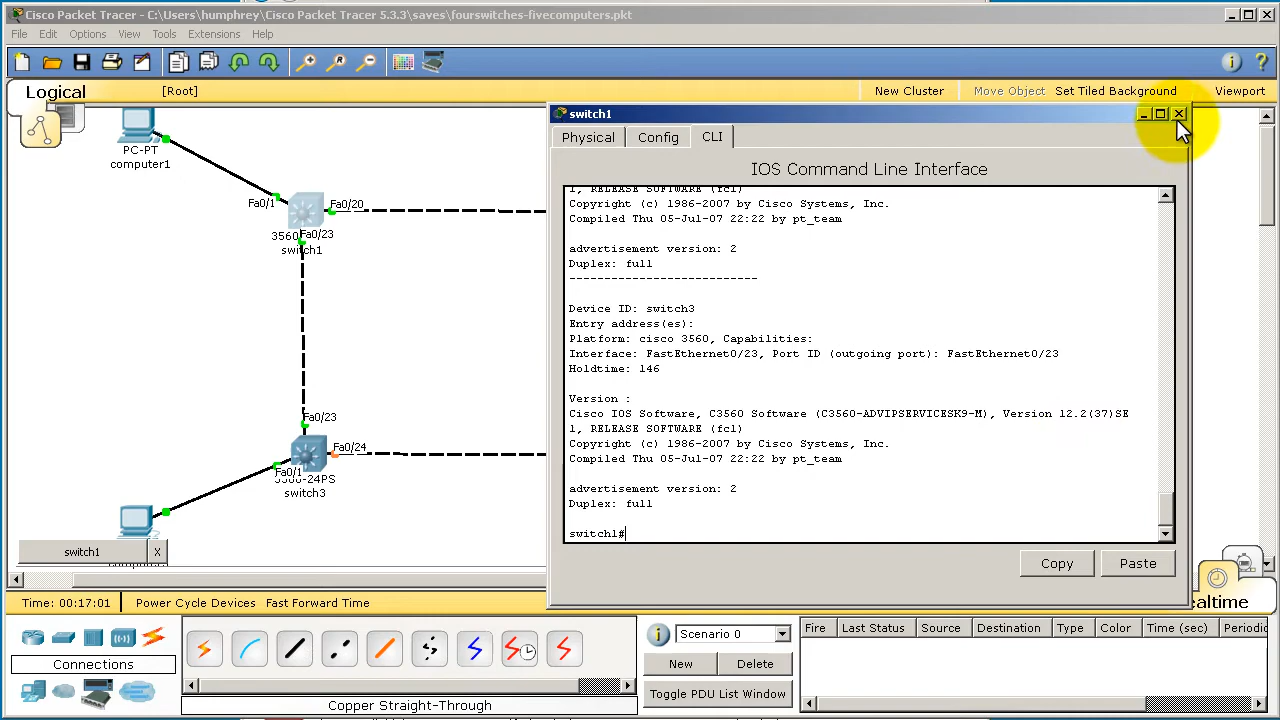 Cisco Packet Tracer - C:\Users\humphrey\Cisco Packet Tracer 5.3.3\saves\fourswitches-fivecomputers.pkt
File Edit Options View Tools Extensions Help
Logical [Root] New Cluster Move Object Set Tiled Background Viewport
switch1
Physical Config CLI
IOS Command Line Interface
1, RELEASE SOFTWARE (fc1)
Copyright (c) 1986-2007 by Cisco Systems, Inc.
Compiled Thu 05-Jul-07 22:22 by pt_team
advertisement version: 2
Duplex: full
---------------------------
Device ID: switch3
Entry address(es):
Platform: cisco 3560, Capabilities:
Interface: FastEthernet0/23, Port ID (outgoing port): FastEthernet0/23
Holdtime: 146
Version :
Cisco IOS Software, C3560 Software (C3560-ADVIPSERVICESK9-M), Version 12.2(37)SE
1, RELEASE SOFTWARE (fc1)
Copyright (c) 1986-2007 by Cisco Systems, Inc.
Compiled Thu 05-Jul-07 22:22 by pt_team
advertisement version: 2
Duplex: full
switch1#
Copy Paste
PC-PT
computer1
Fa0/1
Fa0/20
3560
Fa0/23
switch1
Fa0/23
Fa0/24
Fa0/1
3560-24PS
switch3
switch1 X
Time: 00:17:01 Power Cycle Devices Fast Forward Time
ealtime
Connections
Copper Straight-Through
Scenario 0
New Delete
Toggle PDU List Window
Fire Last Status Source Destination Type Color Time (sec) Periodic